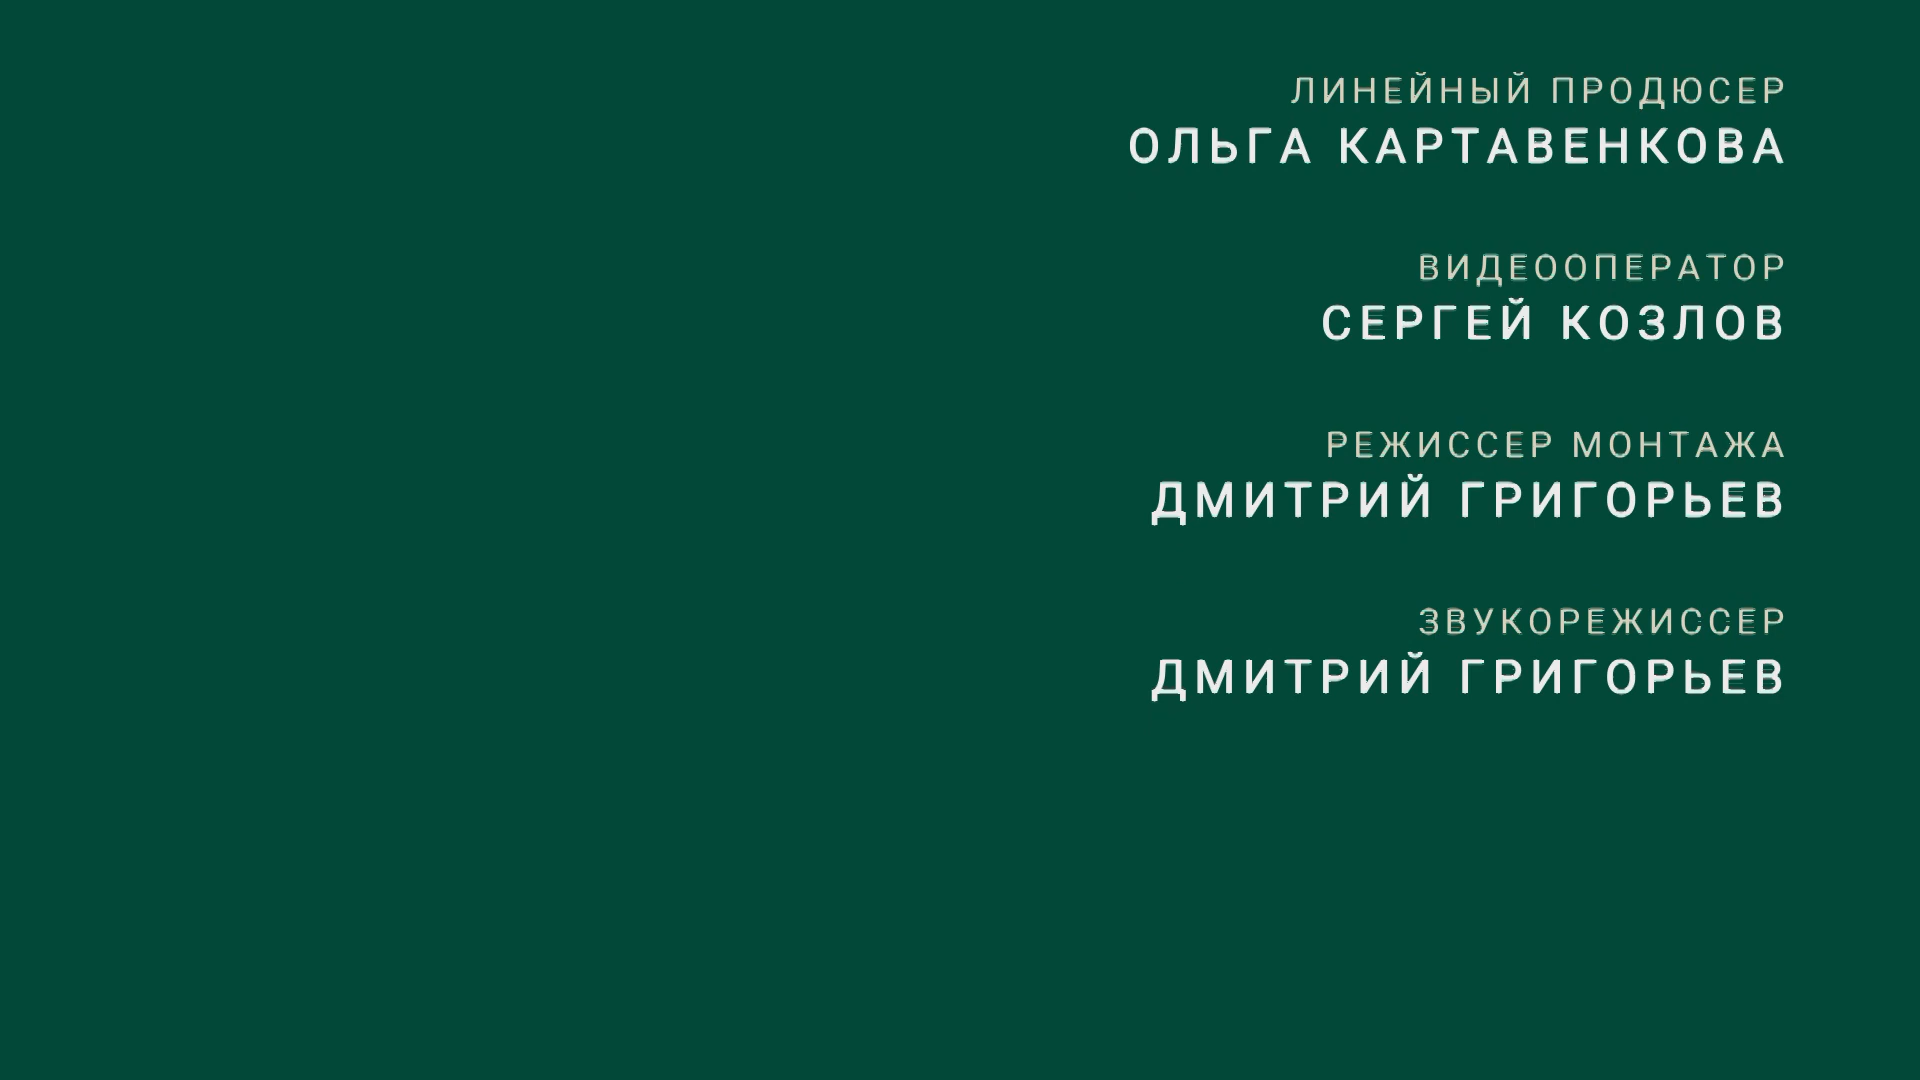 ЛИНЕЙНЫЙ ПРОДЮСЕР
ОЛЬГА КАРТАВЕНКОВА
ВИДЕООПЕРАТОР
СЕРГЕЙ КОЗЛОВ
РЕЖИССЕР МОНТАЖА
ДМИТРИЙ ГРИГОРЬЕВ
ЗВУКОРЕЖИССЕР
ДМИТРИЙ ГРИГОРЬЕВ